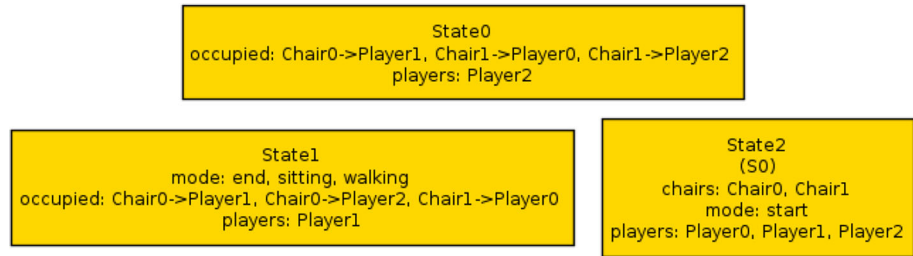 State0
occupied: Chair0->Player1, Chair1->Player0, Chair1->Player2
players: Player2
State1
mode: end, sitting, walking
occupied: Chair0->Player1, Chair0->Player2, Chair1->Player0
players: Player1
State2
(S0)
chairs: Chair0, Chair1
mode: start
players: Player0, Player1, Player2